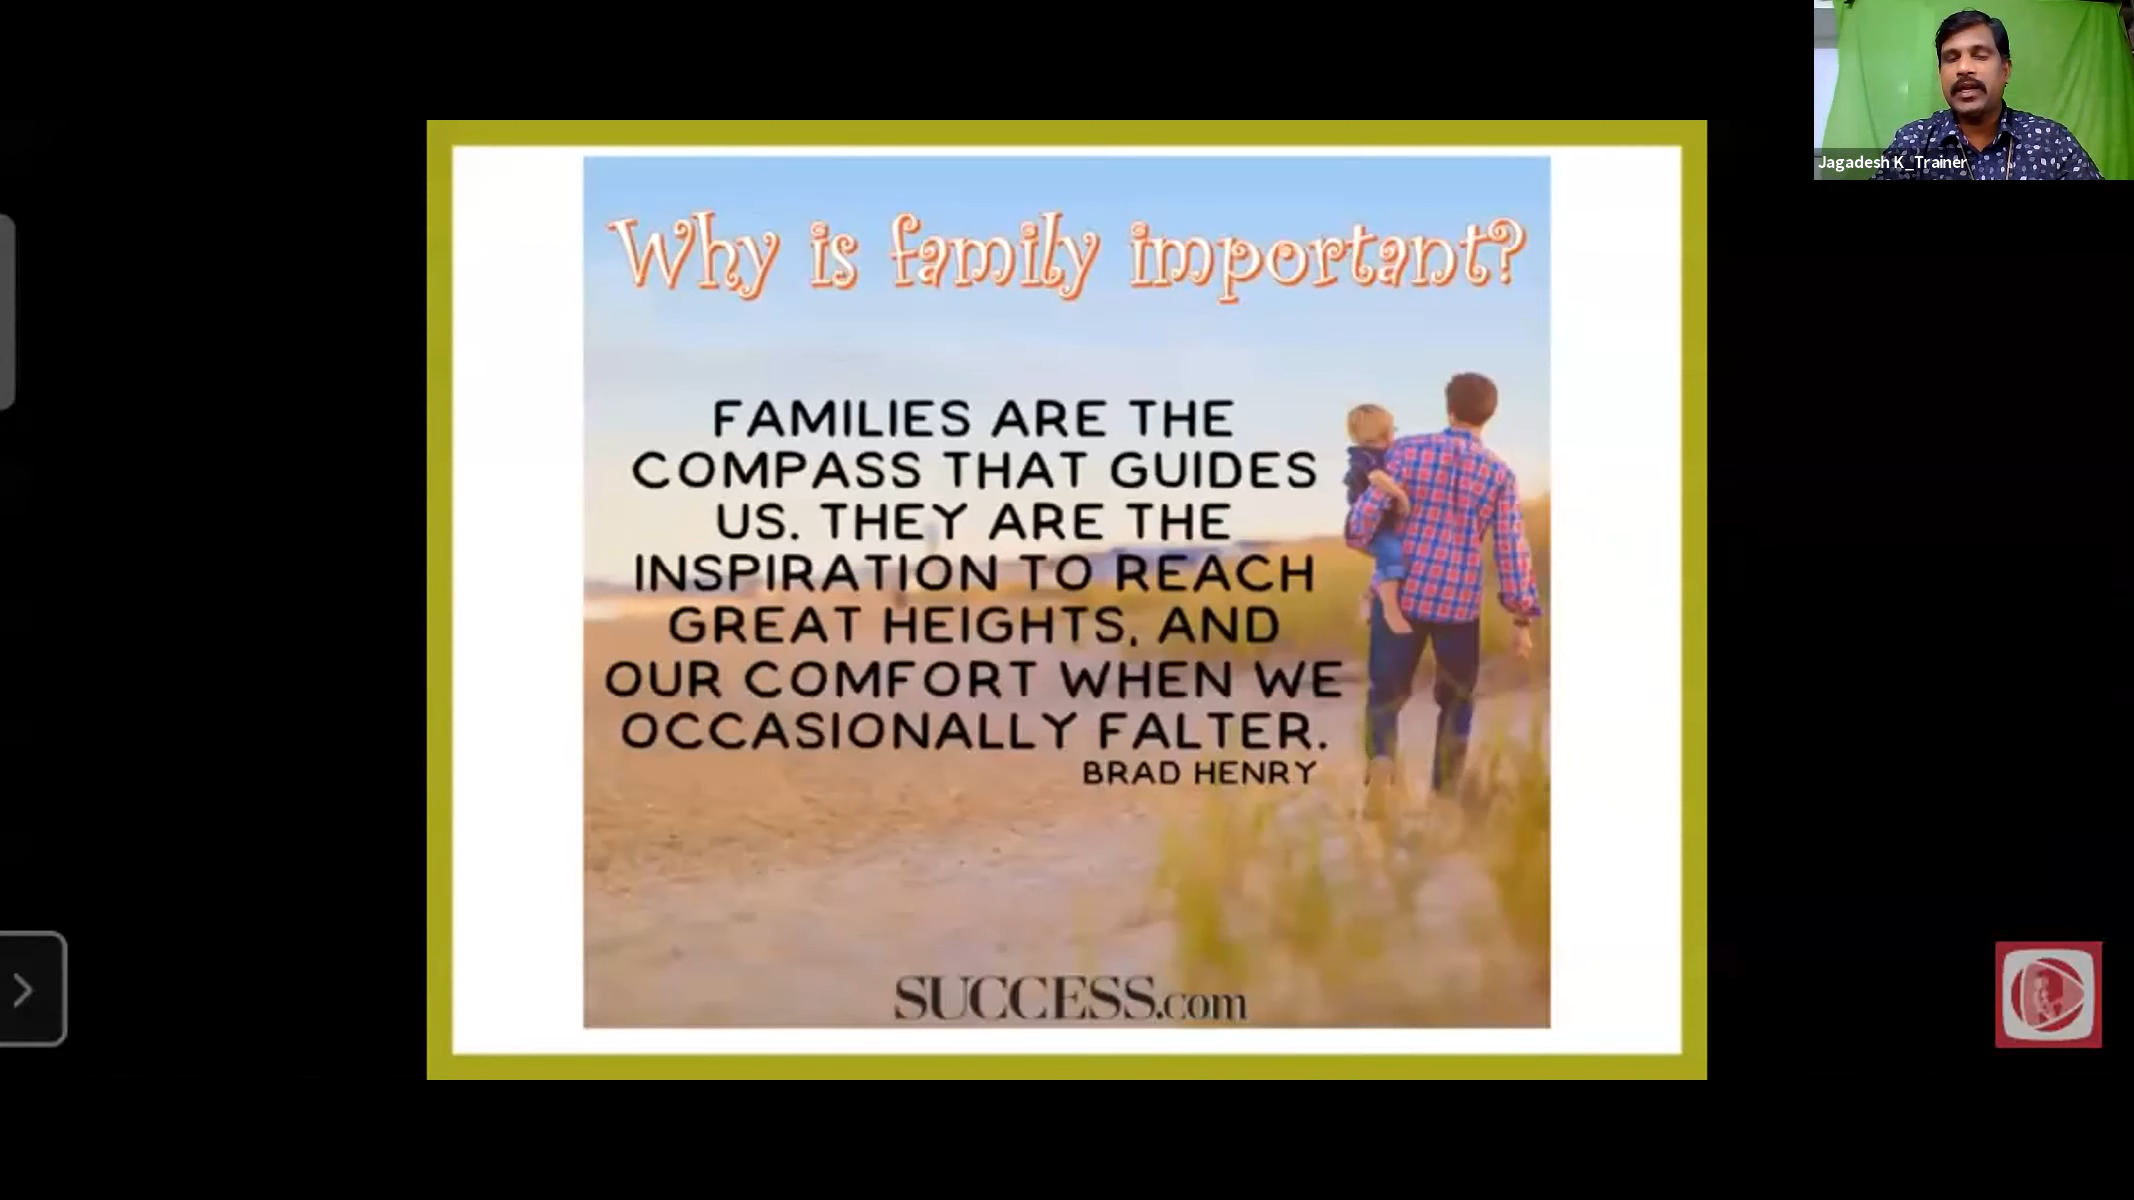 Jagadesh K_Trainer
Why is family important?
FAMILIES ARE THE
COMPASS THAT GUIDES
US. THEY ARE THE
INSPIRATION TO REACH
GREAT HEIGHTS, AND
OUR COMFORT WHEN WE
OCCASIONALLY FALTER.
BRAD HENRY
SUCCESS.com